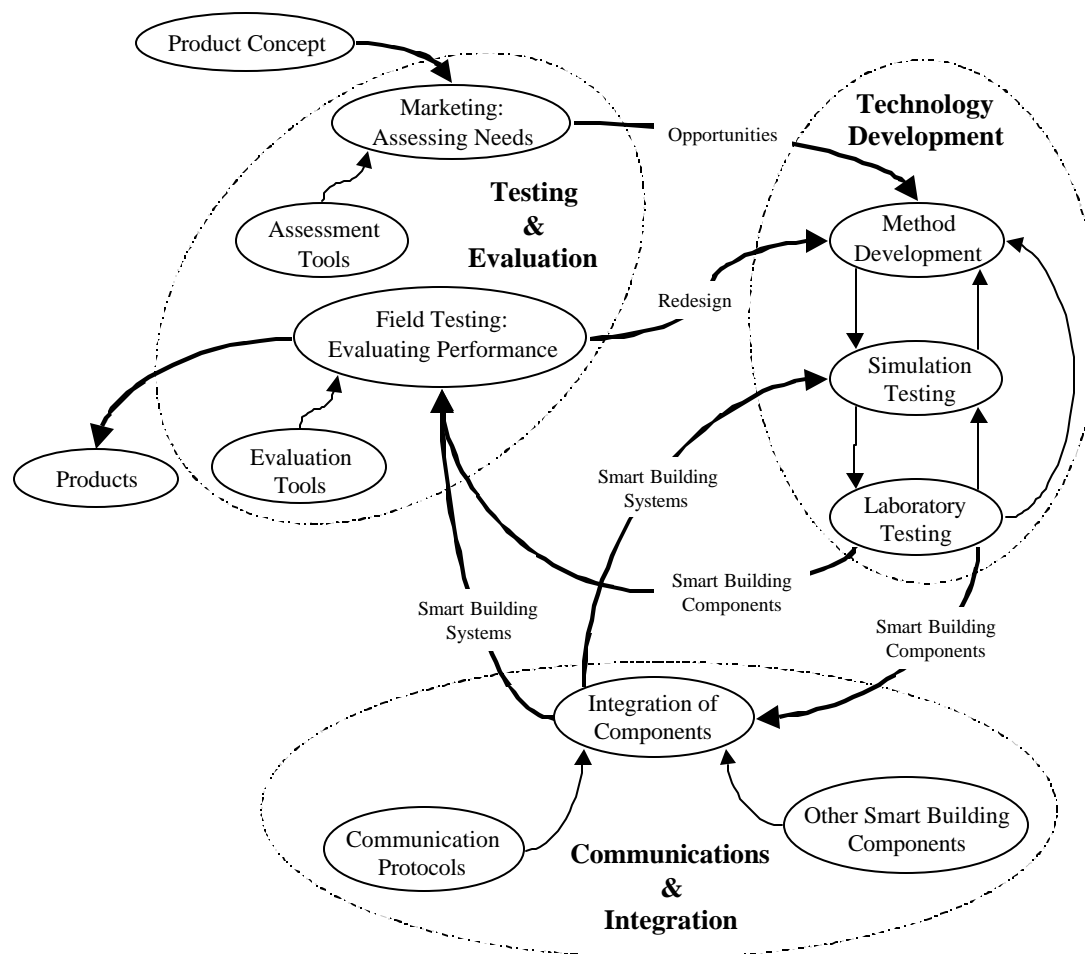 Product Concept
Marketing:
Assessing Needs
Opportunities
Technology
Development
Testing
&
Evaluation
Assessment
Tools
Method
Development
Redesign
Field Testing:
Evaluating Performance
Simulation
Testing
Products
Evaluation
Tools
Smart Building
Systems
Laboratory
Testing
Smart Building
Components
Smart Building
Systems
Smart Building
Components
Integration of
Components
Communication
Protocols
Other Smart Building
Components
Communications
&
Integration